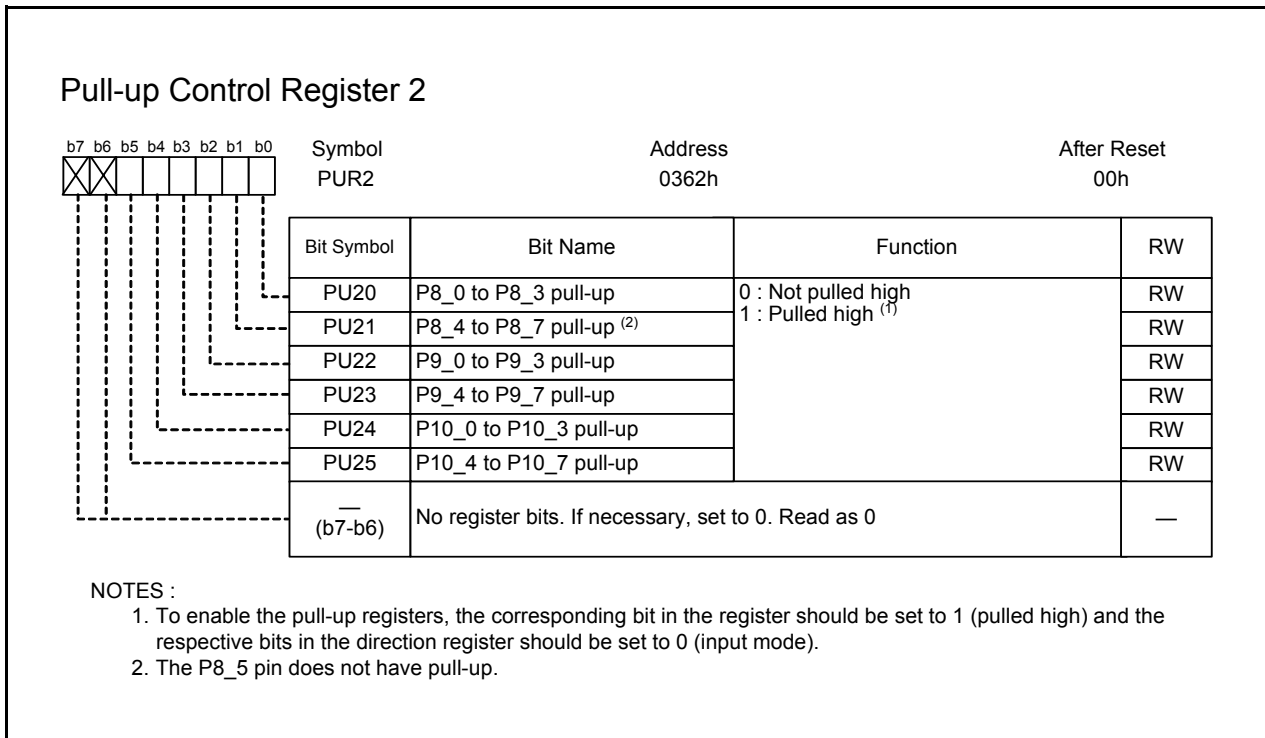 Pull-up Control Register 2
b7 b6 b5 b4 b3 b2 b1 b0
Symbol Address After Reset
PUR2 0362h 00h
Bit Symbol Bit Name Function RW
PU20 P8_0 to P8_3 pull-up 0 : Not pulled high RW
1 : Pulled high (1)
PU21 P8_4 to P8_7 pull-up (2) RW
PU22 P9_0 to P9_3 pull-up RW
PU23 P9_4 to P9_7 pull-up RW
PU24 P10_0 to P10_3 pull-up RW
PU25 P10_4 to P10_7 pull-up RW
—
(b7-b6) No register bits. If necessary, set to 0. Read as 0 —
NOTES :
1. To enable the pull-up registers, the corresponding bit in the register should be set to 1 (pulled high) and the
respective bits in the direction register should be set to 0 (input mode).
2. The P8_5 pin does not have pull-up.